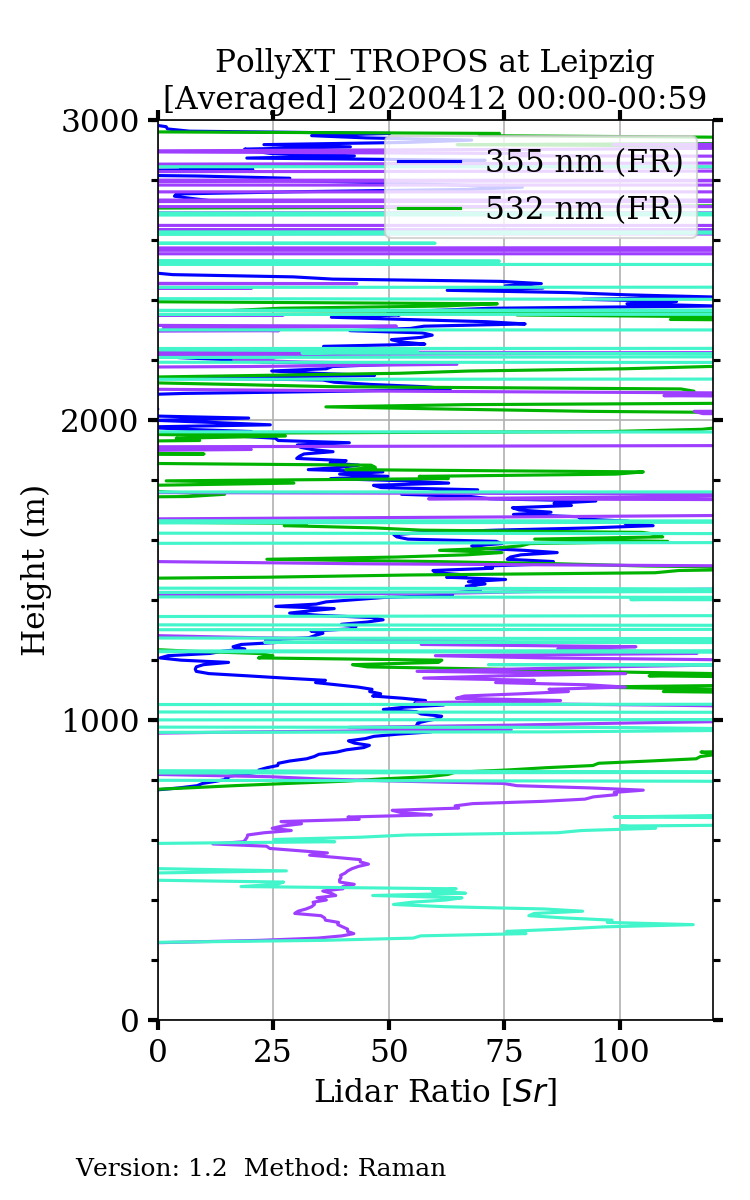 PollyXT_TROPOS at Leipzig
[Averaged] 20200412 00:00-00:59
355 nm (FR)
532 nm (FR)
3000
2000
1000
0
Height (m)
0 25 50 75 100
Lidar Ratio [Sr]
Version: 1.2 Method: Raman